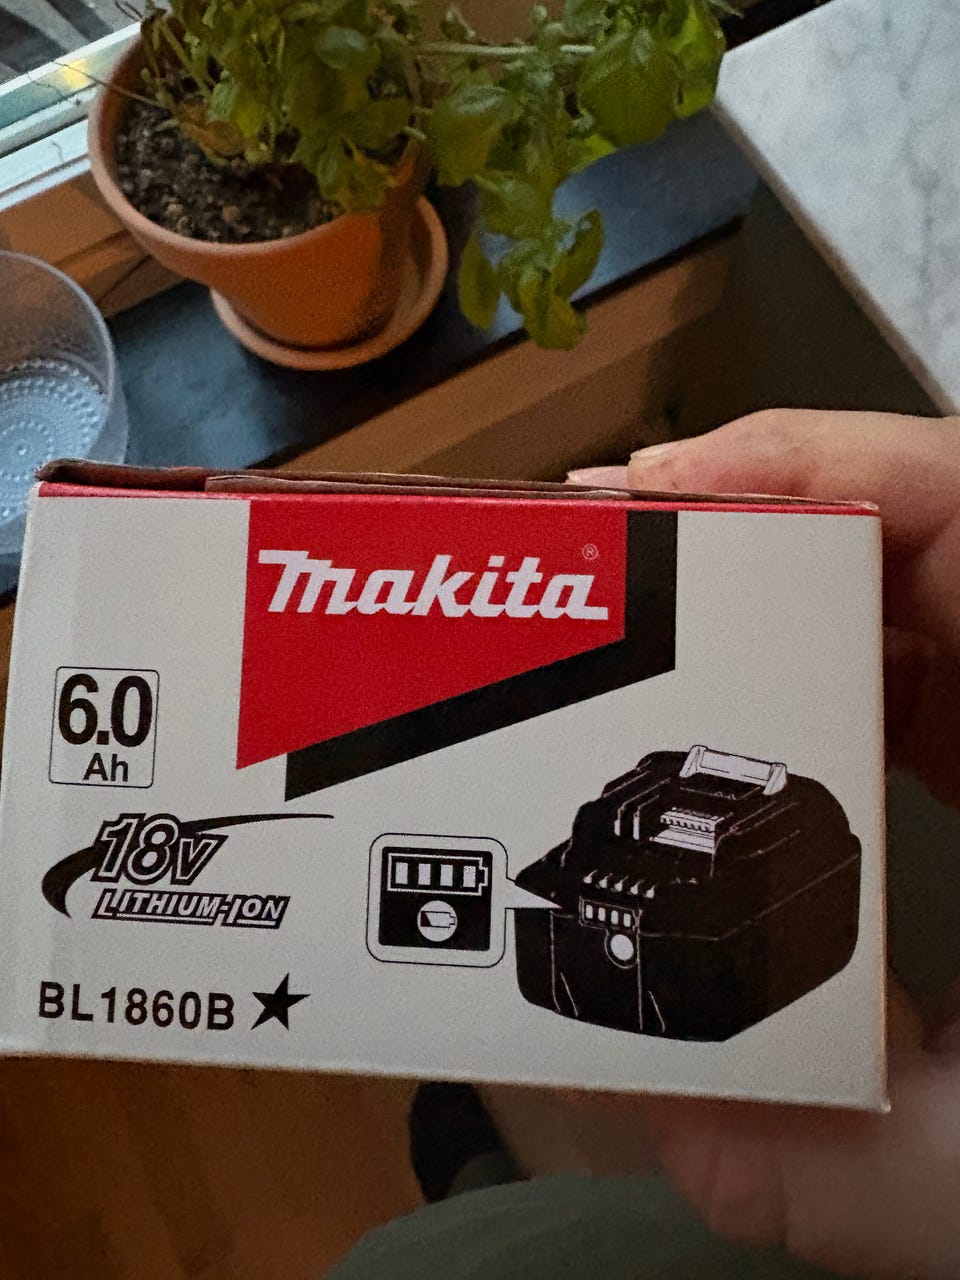 makita®
6.0
Ah
18V
LITHIUM-ION
BL1860B ★